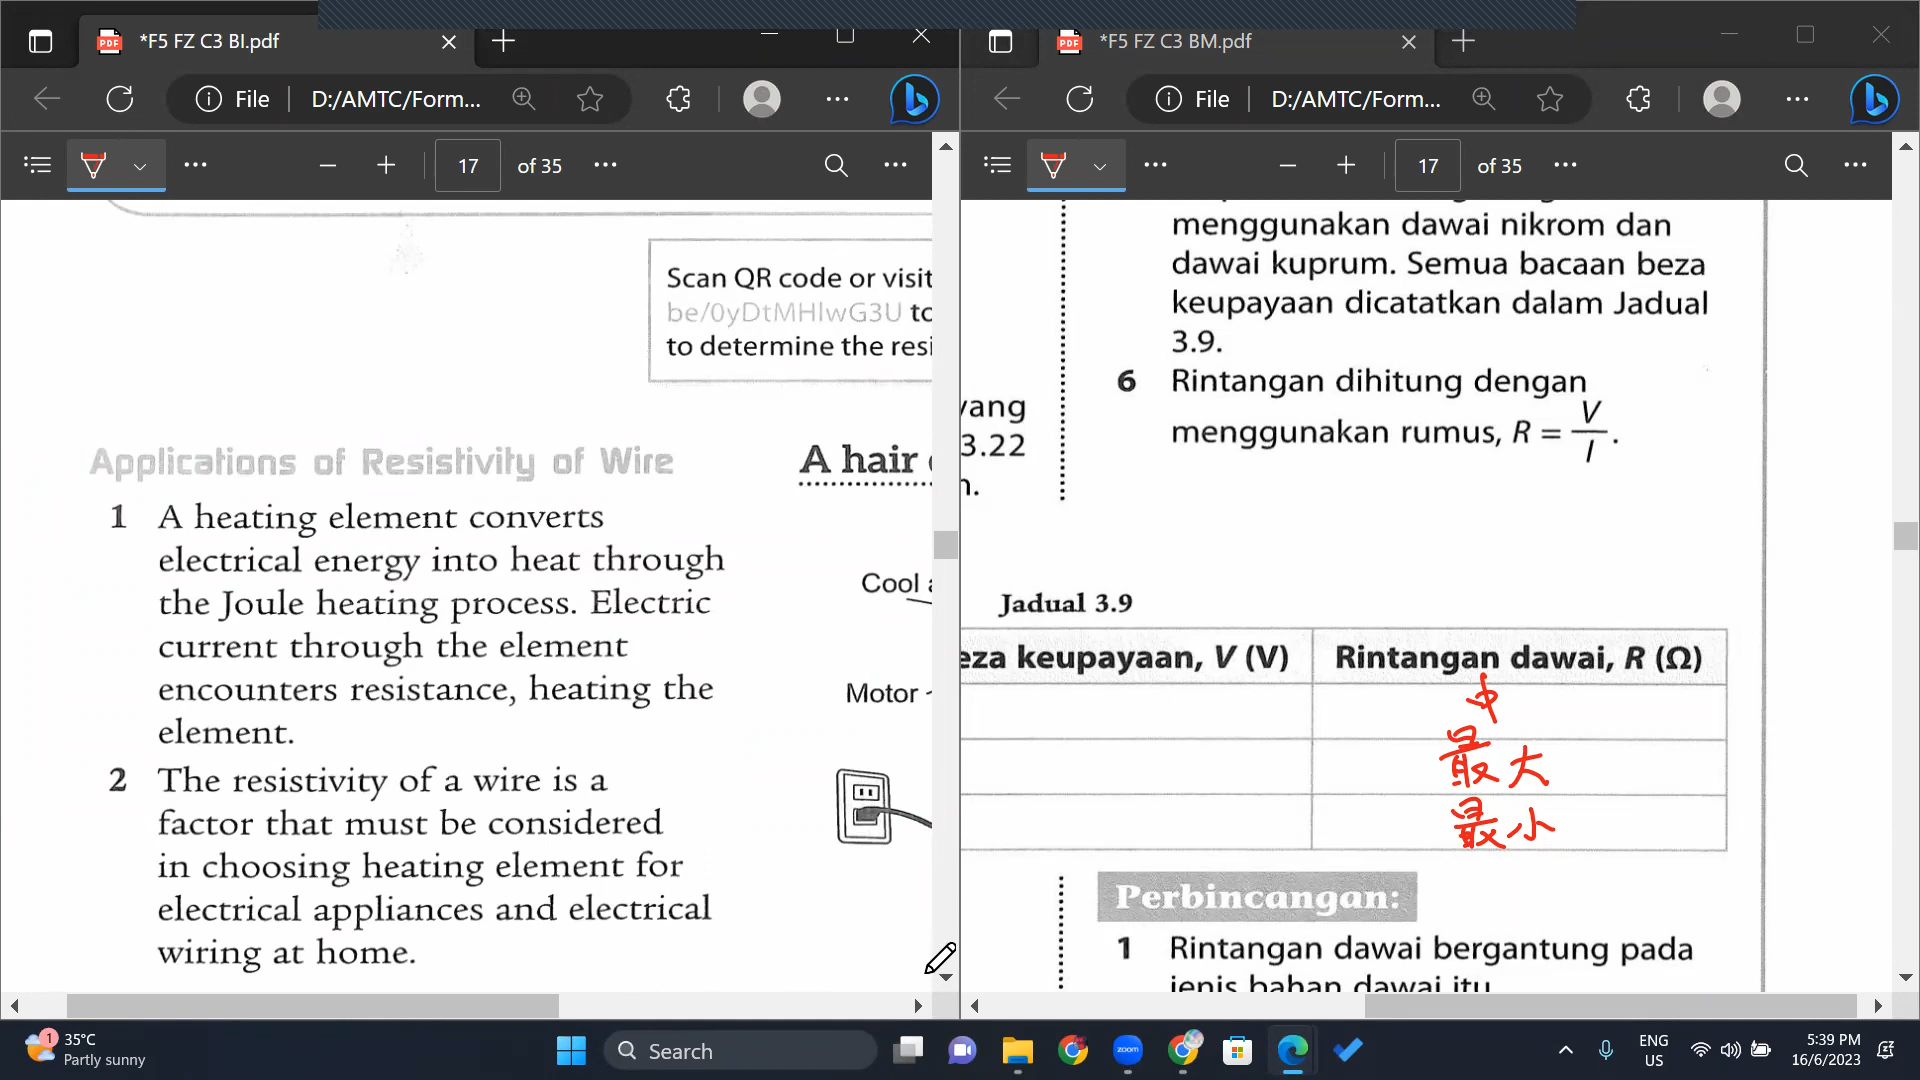 *F5 FZ C3 BI.pdf
File
D:/AMTC/Form...
17
of 35
Scan QR code or visit
be/0yDtMHlwG3U to
to determine the resi
Applications of Resistivity of Wire
1 A heating element converts
electrical energy into heat through
the Joule heating process. Electric
current through the element
encounters resistance, heating the
element.
2 The resistivity of a wire is a
factor that must be considered
in choosing heating element for
electrical appliances and electrical
wiring at home.
A hair
Cool a
Motor
*F5 FZ C3 BM.pdf
File
D:/AMTC/Form...
17
of 35
yang
3.22
n.
menggunakan dawai nikrom dan
dawai kuprum. Semua bacaan beza
keupayaan dicatatkan dalam Jadual
3.9.
6 Rintangan dihitung dengan
menggunakan rumus, R = V/I.
Jadual 3.9
eza keupayaan, V (V)
Rintangan dawai, R (Ω)
中
最大
最小
Perbincangan:
1 Rintangan dawai bergantung pada
jenis bahan dawai itu
1
35°C
Partly sunny
Search
zoom
ENG
US
5:39 PM
16/6/2023